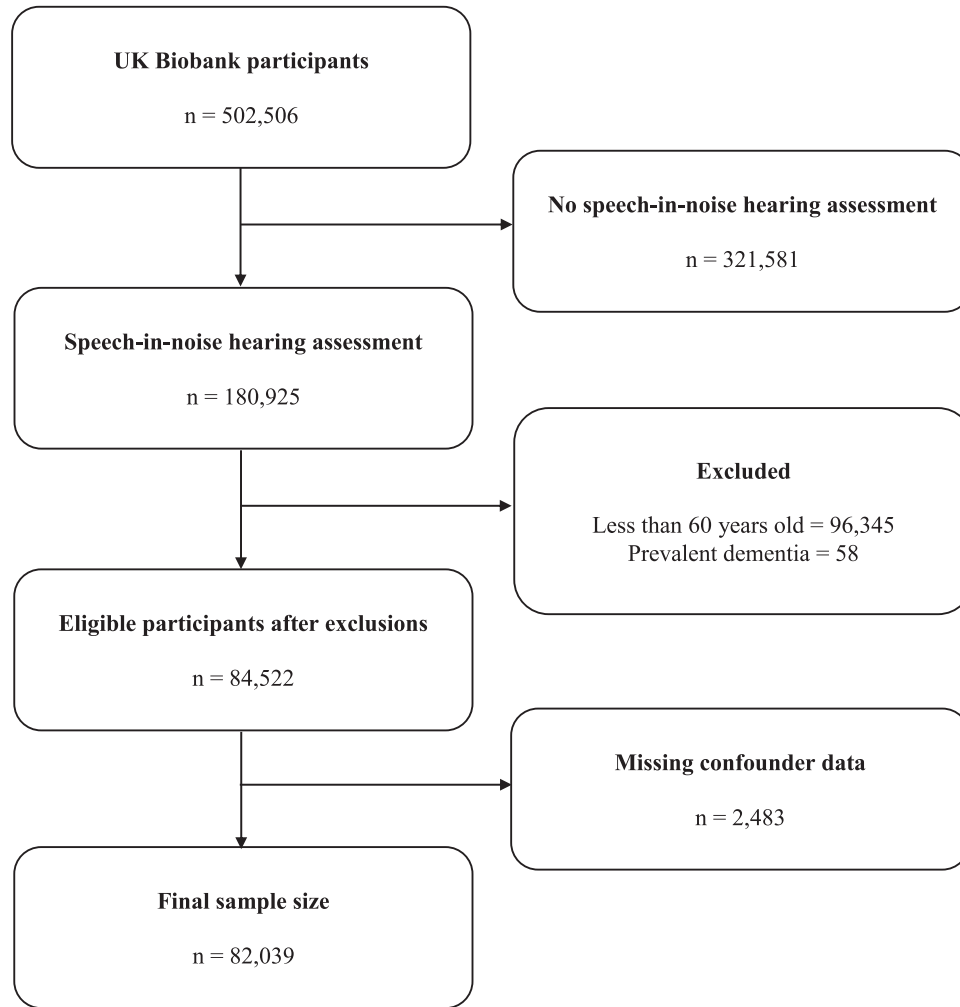 UK Biobank participants
n = 502,506
No speech-in-noise hearing assessment
n = 321,581
Speech-in-noise hearing assessment
n = 180,925
Excluded
Less than 60 years old = 96,345
Prevalent dementia = 58
Eligible participants after exclusions
n = 84,522
Missing confounder data
n = 2,483
Final sample size
n = 82,039